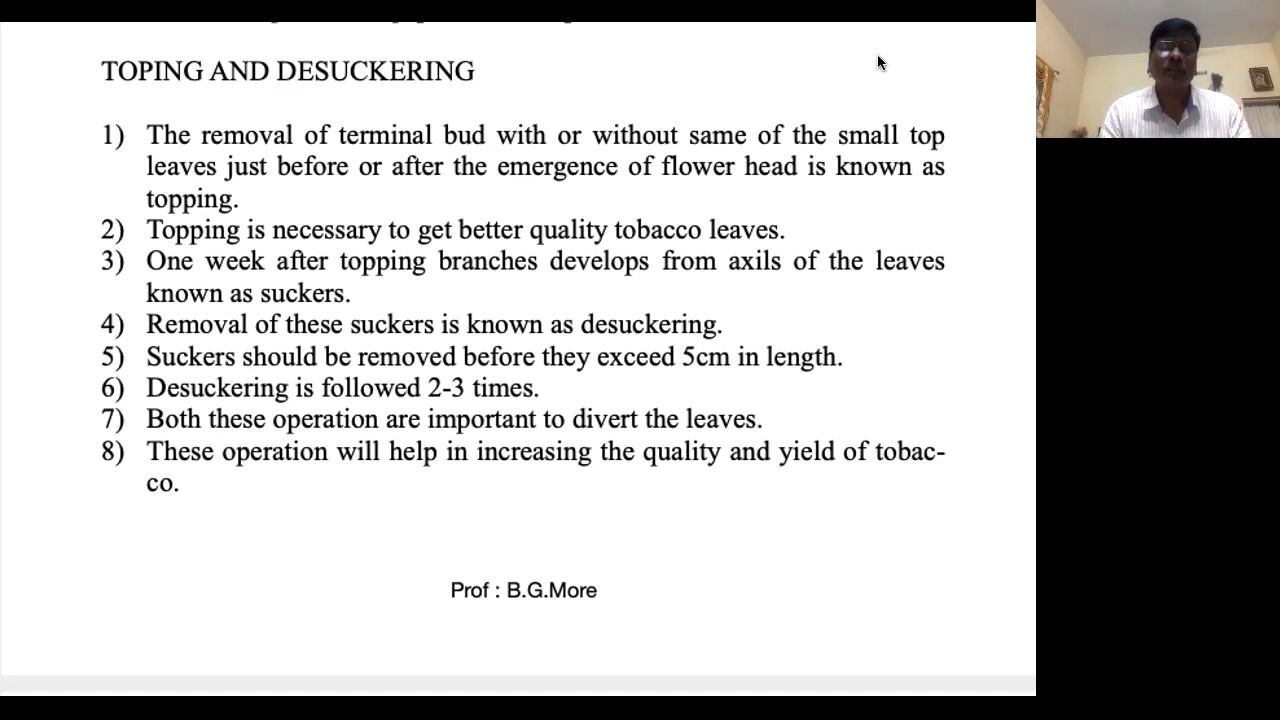 TOPING AND DESUCKERING
1) The removal of terminal bud with or without same of the small top
leaves just before or after the emergence of flower head is known as
topping.
2) Topping is necessary to get better quality tobacco leaves.
3) One week after topping branches develops from axils of the leaves
known as suckers.
4) Removal of these suckers is known as desuckering.
5) Suckers should be removed before they exceed 5cm in length.
6) Desuckering is followed 2-3 times.
7) Both these operation are important to divert the leaves.
8) These operation will help in increasing the quality and yield of tobac-
co.
Prof : B.G.More